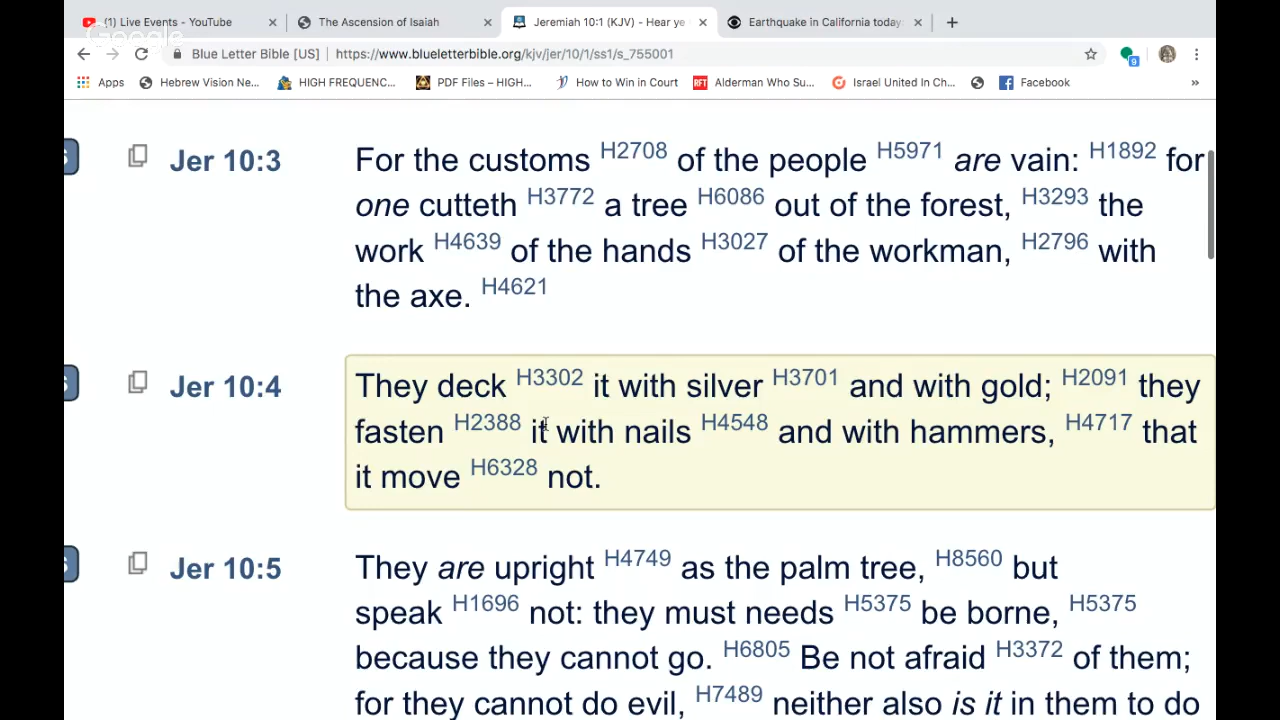 (1) Live Events - YouTube
The Ascension of Isaiah
Jeremiah 10:1 (KJV) - Hear ye
Earthquake in California today:
Google
Blue Letter Bible [US] | https://www.blueletterbible.org/kjv/jer/10/1/ss1/s_755001
9
Apps
Hebrew Vision Ne...
HIGH FREQUENC...
PDF Files – HIGH...
How to Win in Court
RFT
Alderman Who Su...
Israel United In Ch...
Facebook
»
Jer 10:3
For the customs H2708 of the people H5971 are vain: H1892 for
one cutteth H3772 a tree H6086 out of the forest, H3293 the
work H4639 of the hands H3027 of the workman, H2796 with
the axe. H4621
Jer 10:4
They deck H3302 it with silver H3701 and with gold; H2091 they
fasten H2388 it with nails H4548 and with hammers, H4717 that
it move H6328 not.
Jer 10:5
They are upright H4749 as the palm tree, H8560 but
speak H1696 not: they must needs H5375 be borne, H5375
because they cannot go. H6805 Be not afraid H3372 of them;
for they cannot do evil, H7489 neither also is it in them to do